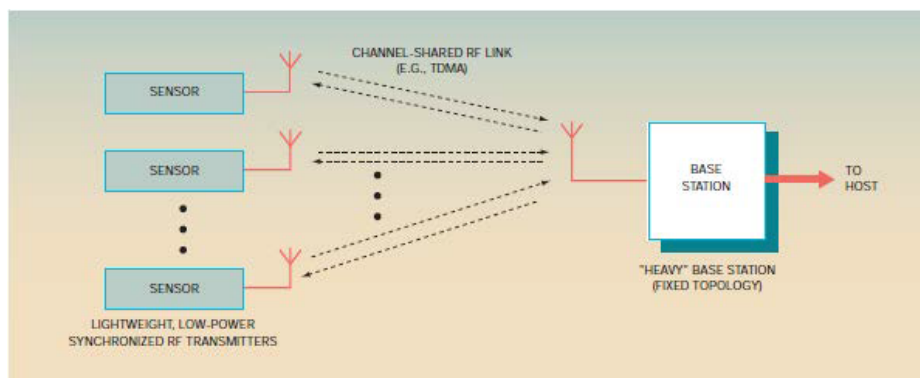 CHANNEL-SHARED RF LINK
(E.G., TDMA)
SENSOR
SENSOR
SENSOR
LIGHTWEIGHT, LOW-POWER
SYNCHRONIZED RF TRANSMITTERS
BASE
STATION
TO
HOST
"HEAVY" BASE STATION
(FIXED TOPOLOGY)